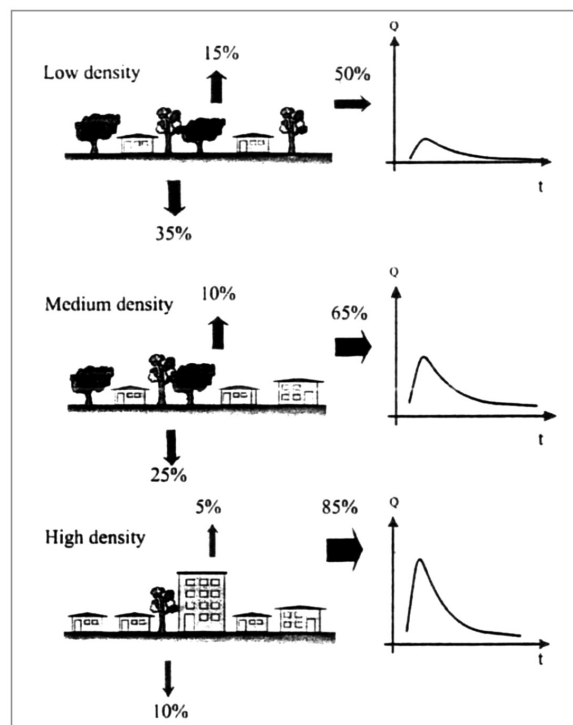 15%
Low density
50%
Q
35%
t
10%
Medium density
65%
Q
25%
t
5%
85%
High density
Q
10%
t